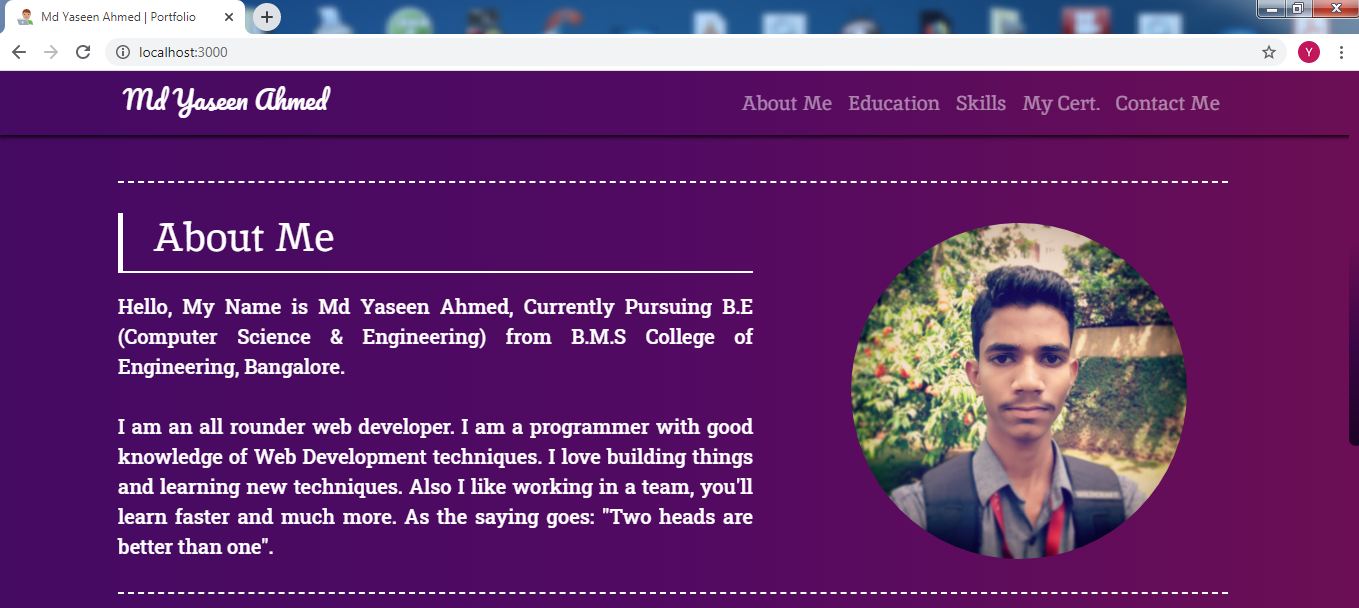 Md Yaseen Ahmed | Portfolio
localhost:3000
Y
Md Yaseen Ahmed
About Me Education Skills My Cert. Contact Me
About Me
Hello, My Name is Md Yaseen Ahmed, Currently Pursuing B.E
(Computer Science & Engineering) from B.M.S College of
Engineering, Bangalore.
I am an all rounder web developer. I am a programmer with good
knowledge of Web Development techniques. I love building things
and learning new techniques. Also I like working in a team, you'll
learn faster and much more. As the saying goes: "Two heads are
better than one".